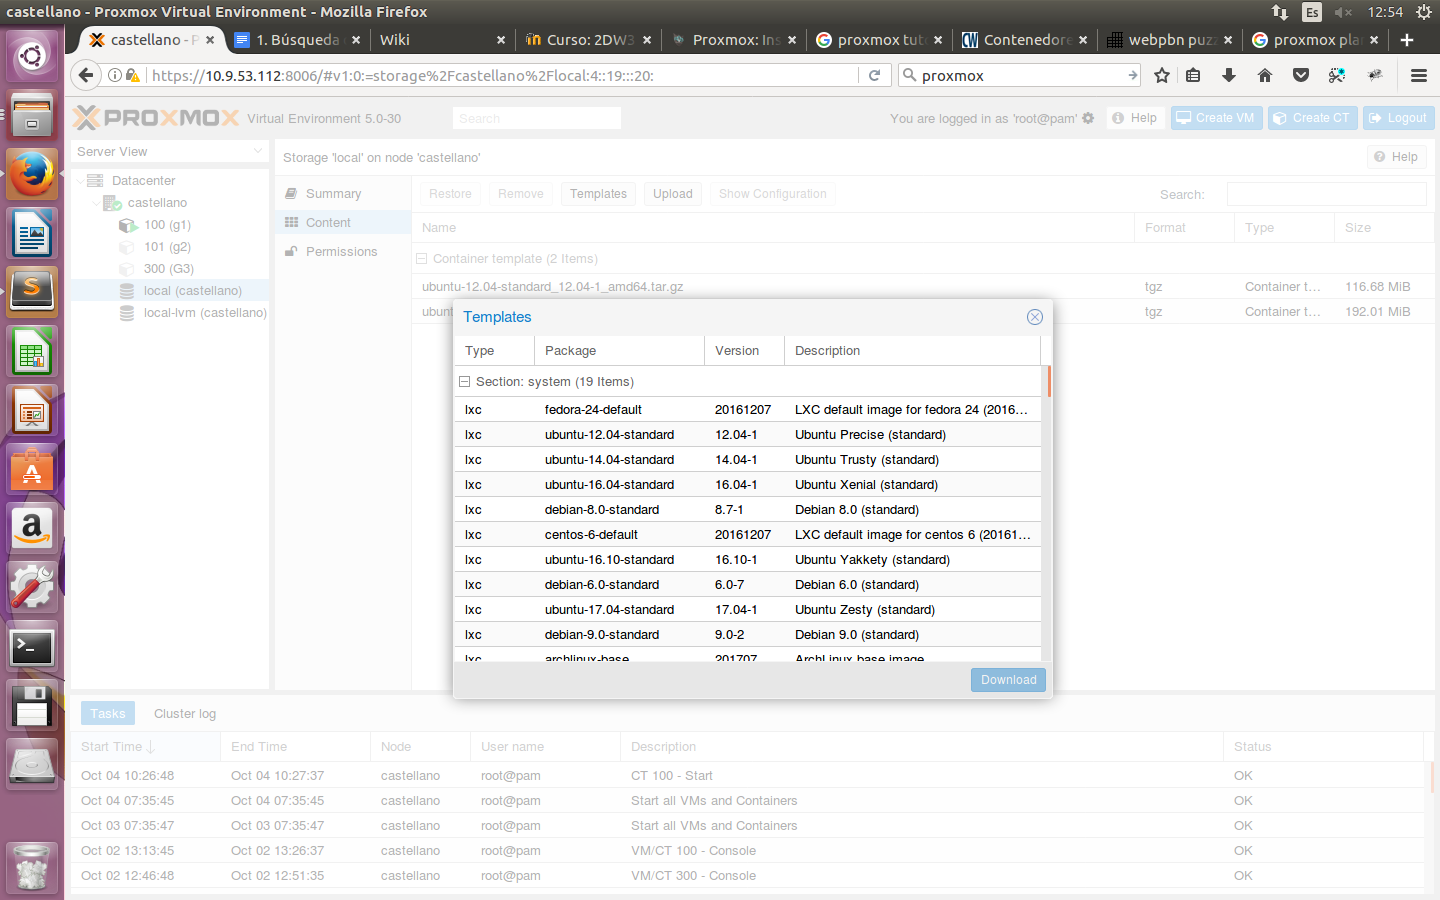 castellano - Proxmox Virtual Environment - Mozilla Firefox
Es
12:54
castellano - P
1. Búsqueda
Wiki
Curso: 2DW3
Proxmox: Ins
proxmox tut
Contenedore
webpbn puz
proxmox pla
https://10.9.53.112:8006/#v1:0:=storage%2Fcastellano%2Flocal:4::19:::20:
proxmox
PROXMOX Virtual Environment 5.0-30
Search
You are logged in as 'root@pam'
Help
Create VM
Create CT
Logout
Server View
Datacenter
castellano
100 (g1)
101 (g2)
300 (G3)
local (castellano)
local-lvm (castellano)
Storage 'local' on node 'castellano'
Help
Summary
Content
Permissions
Restore Remove Templates Upload Show Configuration Search:
Name Format Type Size
Container template (2 Items)
ubuntu-12.04-standard_12.04-1_amd64.tar.gz tgz Container t... 116.68 MiB
ubun tgz Container t... 192.01 MiB
Templates
Type Package Version Description
Section: system (19 Items)
lxc fedora-24-default 20161207 LXC default image for fedora 24 (2016...
lxc ubuntu-12.04-standard 12.04-1 Ubuntu Precise (standard)
lxc ubuntu-14.04-standard 14.04-1 Ubuntu Trusty (standard)
lxc ubuntu-16.04-standard 16.04-1 Ubuntu Xenial (standard)
lxc debian-8.0-standard 8.7-1 Debian 8.0 (standard)
lxc centos-6-default 20161207 LXC default image for centos 6 (20161...
lxc ubuntu-16.10-standard 16.10-1 Ubuntu Yakkety (standard)
lxc debian-6.0-standard 6.0-7 Debian 6.0 (standard)
lxc ubuntu-17.04-standard 17.04-1 Ubuntu Zesty (standard)
lxc debian-9.0-standard 9.0-2 Debian 9.0 (standard)
lxc archlinux-base 201707 ArchLinux base image
Download
Tasks Cluster log
Start Time End Time Node User name Description Status
Oct 04 10:26:48 Oct 04 10:27:37 castellano root@pam CT 100 - Start OK
Oct 04 07:35:45 Oct 04 07:35:45 castellano root@pam Start all VMs and Containers OK
Oct 03 07:35:47 Oct 03 07:35:47 castellano root@pam Start all VMs and Containers OK
Oct 02 13:13:45 Oct 02 13:26:37 castellano root@pam VM/CT 100 - Console OK
Oct 02 12:46:48 Oct 02 12:51:35 castellano root@pam VM/CT 300 - Console OK